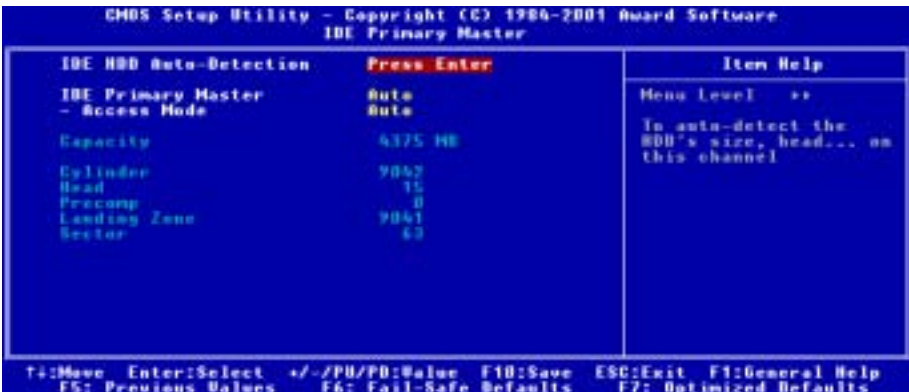 CMOS Setup Utility - Copyright (C) 1984-2001 Award Software
IDE Primary Master
IDE HDD Auto-Detection Press Enter
IDE Primary Master Auto
- Access Mode Auto
Capacity 4375 MB
Cylinder 9042
Head 15
Precomp 0
Landing Zone 9041
Sector 63
Item Help
Menu Level ▸▸
To auto-detect the
HDD's size, head... on
this channel
↑↓:Move Enter:Select +/-/PU/PD:Value F10:Save ESC:Exit F1:General Help
F5: Previous Values F6: Fail-Safe Defaults F7: Optimized Defaults